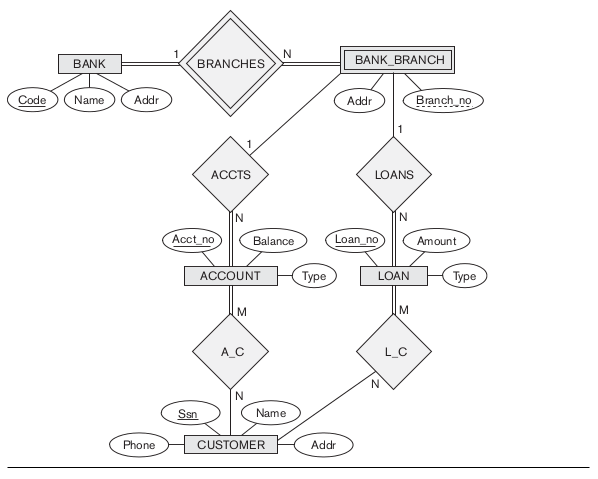 1
N
BANK
BRANCHES
BANK_BRANCH
Code
Name
Addr
Addr
Branch_no
1
1
ACCTS
LOANS
N
N
Acct_no
Balance
Loan_no
Amount
ACCOUNT
Type
LOAN
Type
M
M
A_C
L_C
N
N
Ssn
Name
Phone
CUSTOMER
Addr